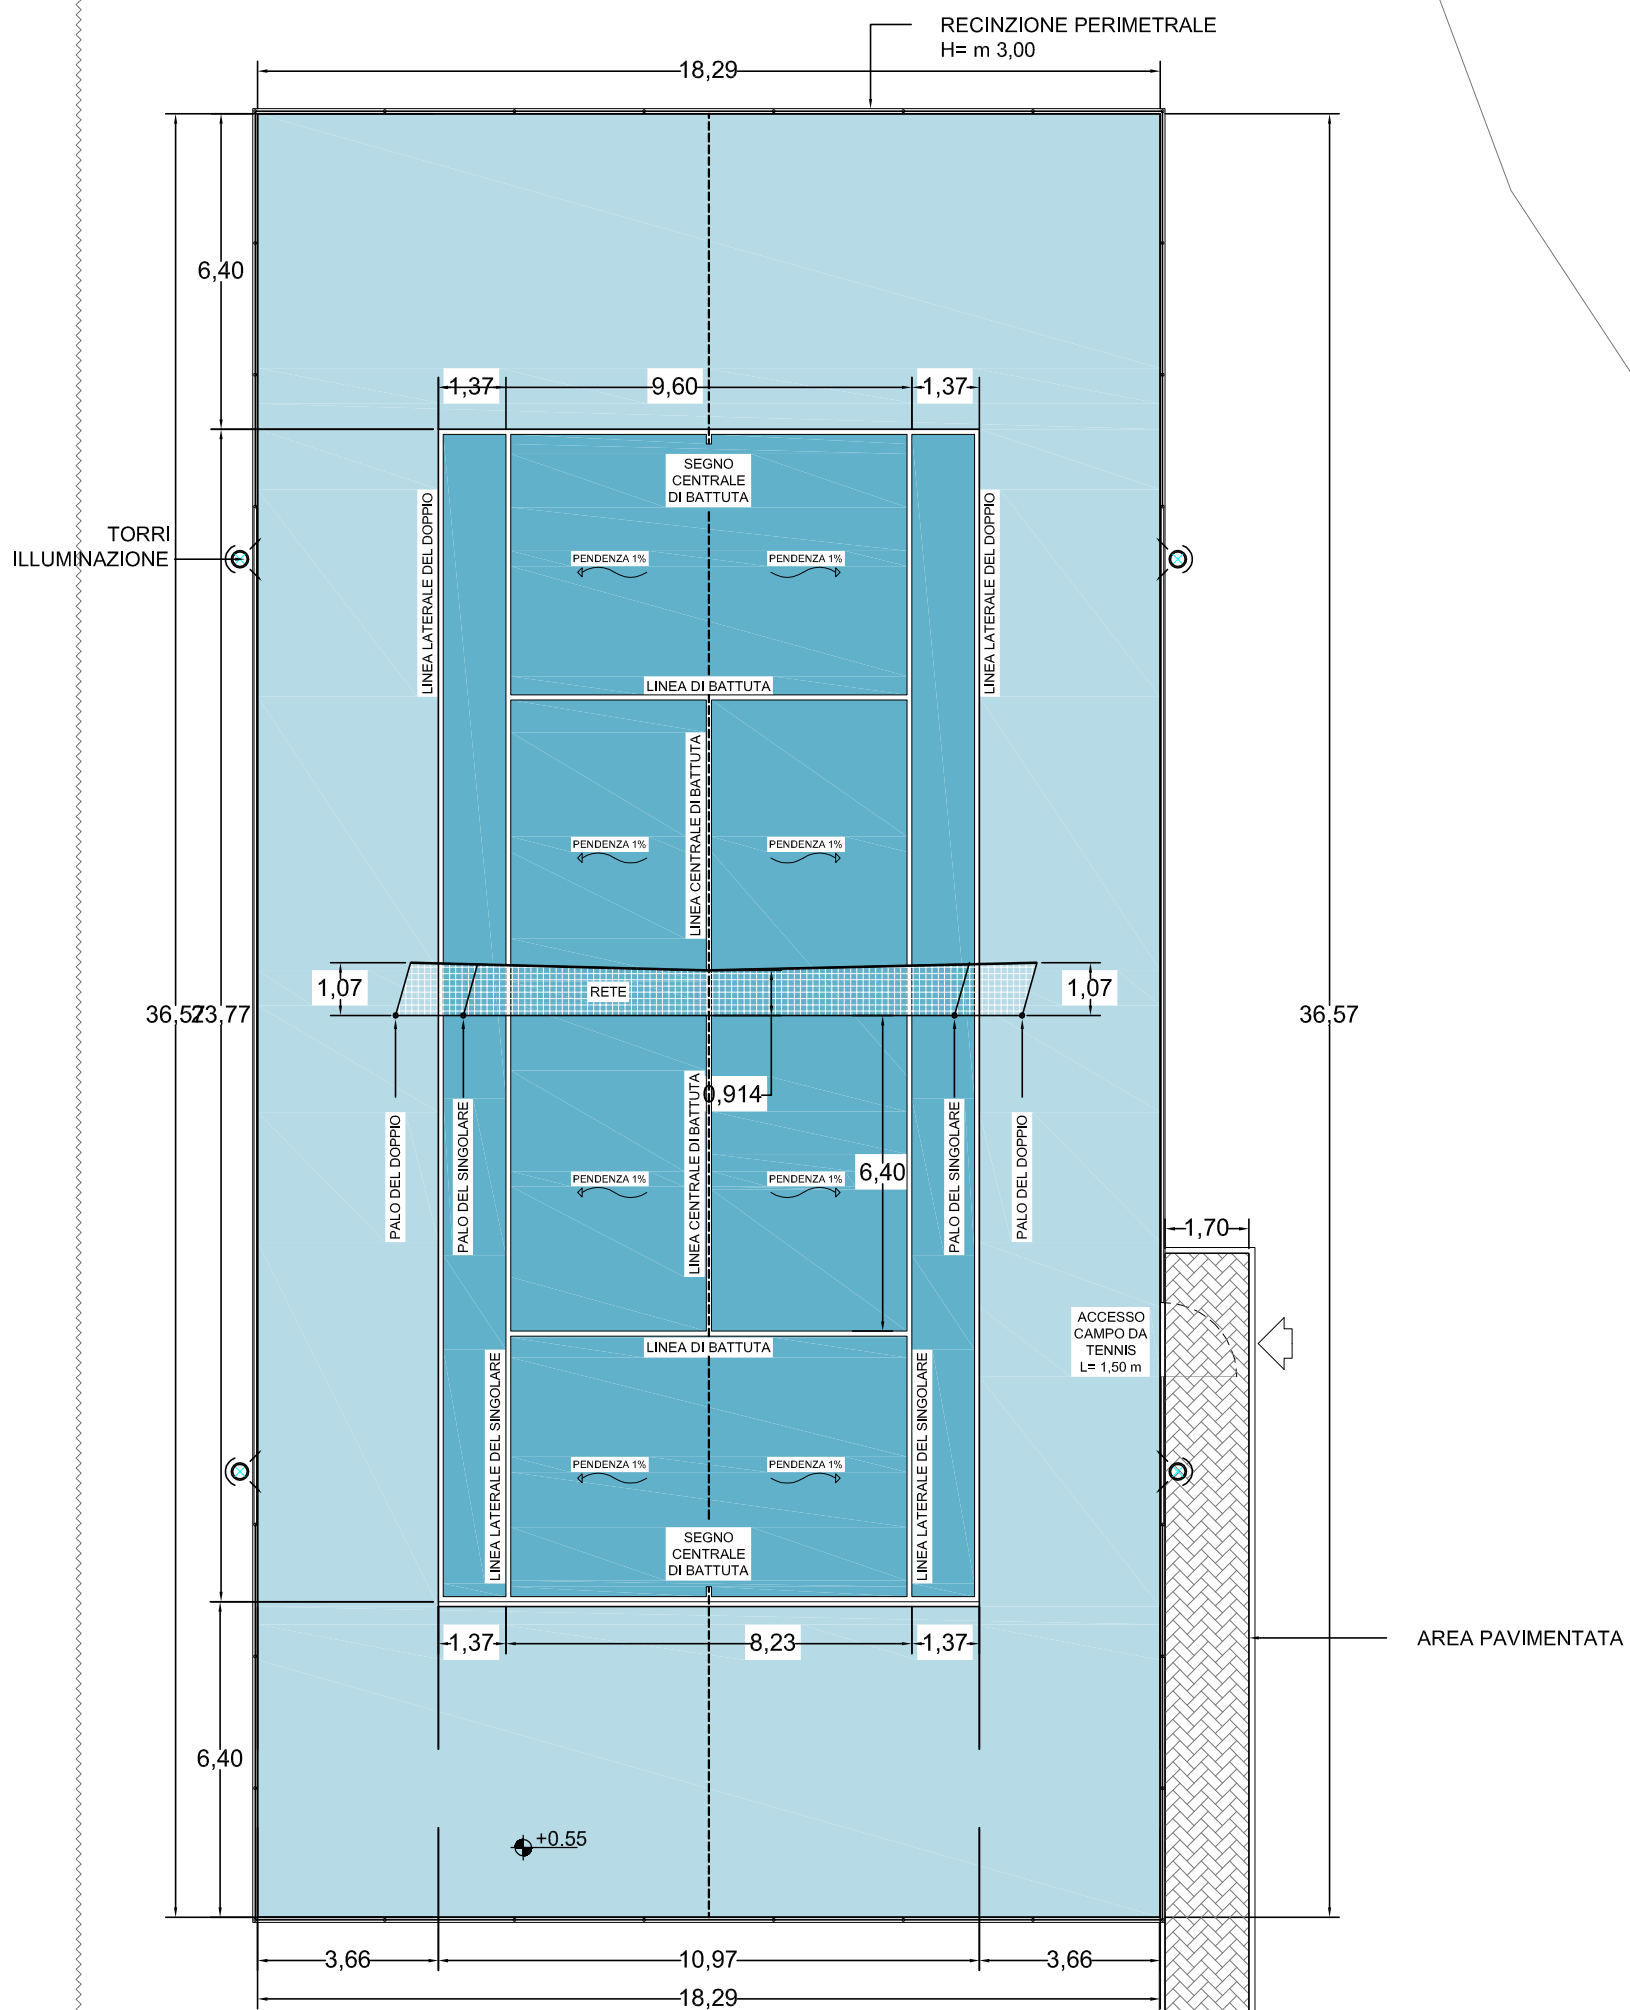 RECINZIONE PERIMETRALE
H= m 3,00
18,29
6,40
1,37
9,60
1,37
SEGNO
CENTRALE
DI BATTUTA
LINEA LATERALE DEL DOPPIO
LINEA LATERALE DEL DOPPIO
TORRI
ILLUMINAZIONE
PENDENZA 1%
PENDENZA 1%
LINEA DI BATTUTA
LINEA CENTRALE DI BATTUTA
PENDENZA 1%
PENDENZA 1%
1,07
RETE
1,07
36,57
23,77
36,57
0,914
LINEA CENTRALE DI BATTUTA
PALO DEL DOPPIO
PALO DEL SINGOLARE
PALO DEL SINGOLARE
PALO DEL DOPPIO
6,40
PENDENZA 1%
PENDENZA 1%
1,70
ACCESSO
CAMPO DA
TENNIS
L= 1,50 m
LINEA DI BATTUTA
LINEA LATERALE DEL SINGOLARE
LINEA LATERALE DEL SINGOLARE
PENDENZA 1%
PENDENZA 1%
SEGNO
CENTRALE
DI BATTUTA
1,37
8,23
1,37
AREA PAVIMENTATA
6,40
+0.55
3,66
10,97
3,66
18,29